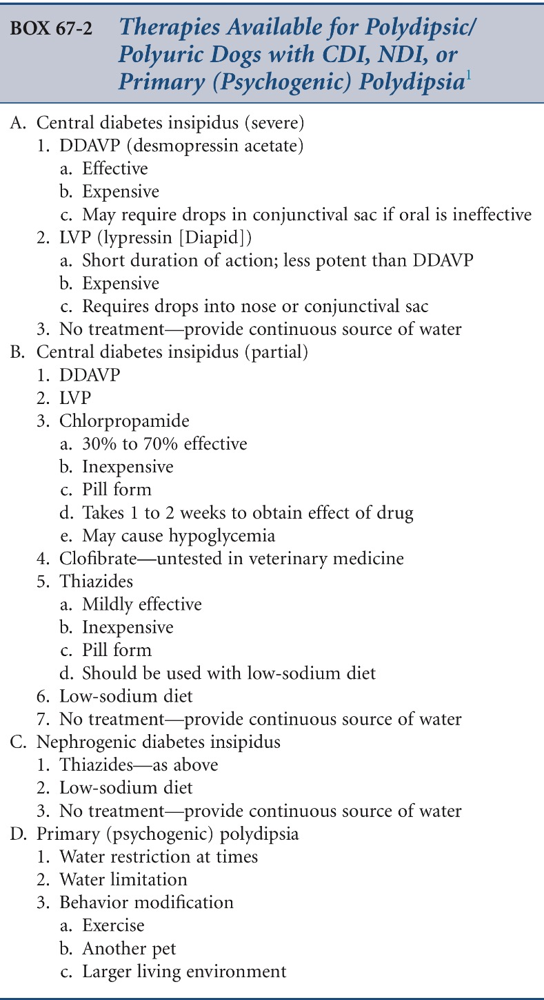 BOX 67-2 Therapies Available for Polydipsic/
Polyuric Dogs with CDI, NDI, or
Primary (Psychogenic) Polydipsia¹
A. Central diabetes insipidus (severe)
1. DDAVP (desmopressin acetate)
a. Effective
b. Expensive
c. May require drops in conjunctival sac if oral is ineffective
2. LVP (lypressin [Diapid])
a. Short duration of action; less potent than DDAVP
b. Expensive
c. Requires drops into nose or conjunctival sac
3. No treatment—provide continuous source of water
B. Central diabetes insipidus (partial)
1. DDAVP
2. LVP
3. Chlorpropamide
a. 30% to 70% effective
b. Inexpensive
c. Pill form
d. Takes 1 to 2 weeks to obtain effect of drug
e. May cause hypoglycemia
4. Clofibrate—untested in veterinary medicine
5. Thiazides
a. Mildly effective
b. Inexpensive
c. Pill form
d. Should be used with low-sodium diet
6. Low-sodium diet
7. No treatment—provide continuous source of water
C. Nephrogenic diabetes insipidus
1. Thiazides—as above
2. Low-sodium diet
3. No treatment—provide continuous source of water
D. Primary (psychogenic) polydipsia
1. Water restriction at times
2. Water limitation
3. Behavior modification
a. Exercise
b. Another pet
c. Larger living environment